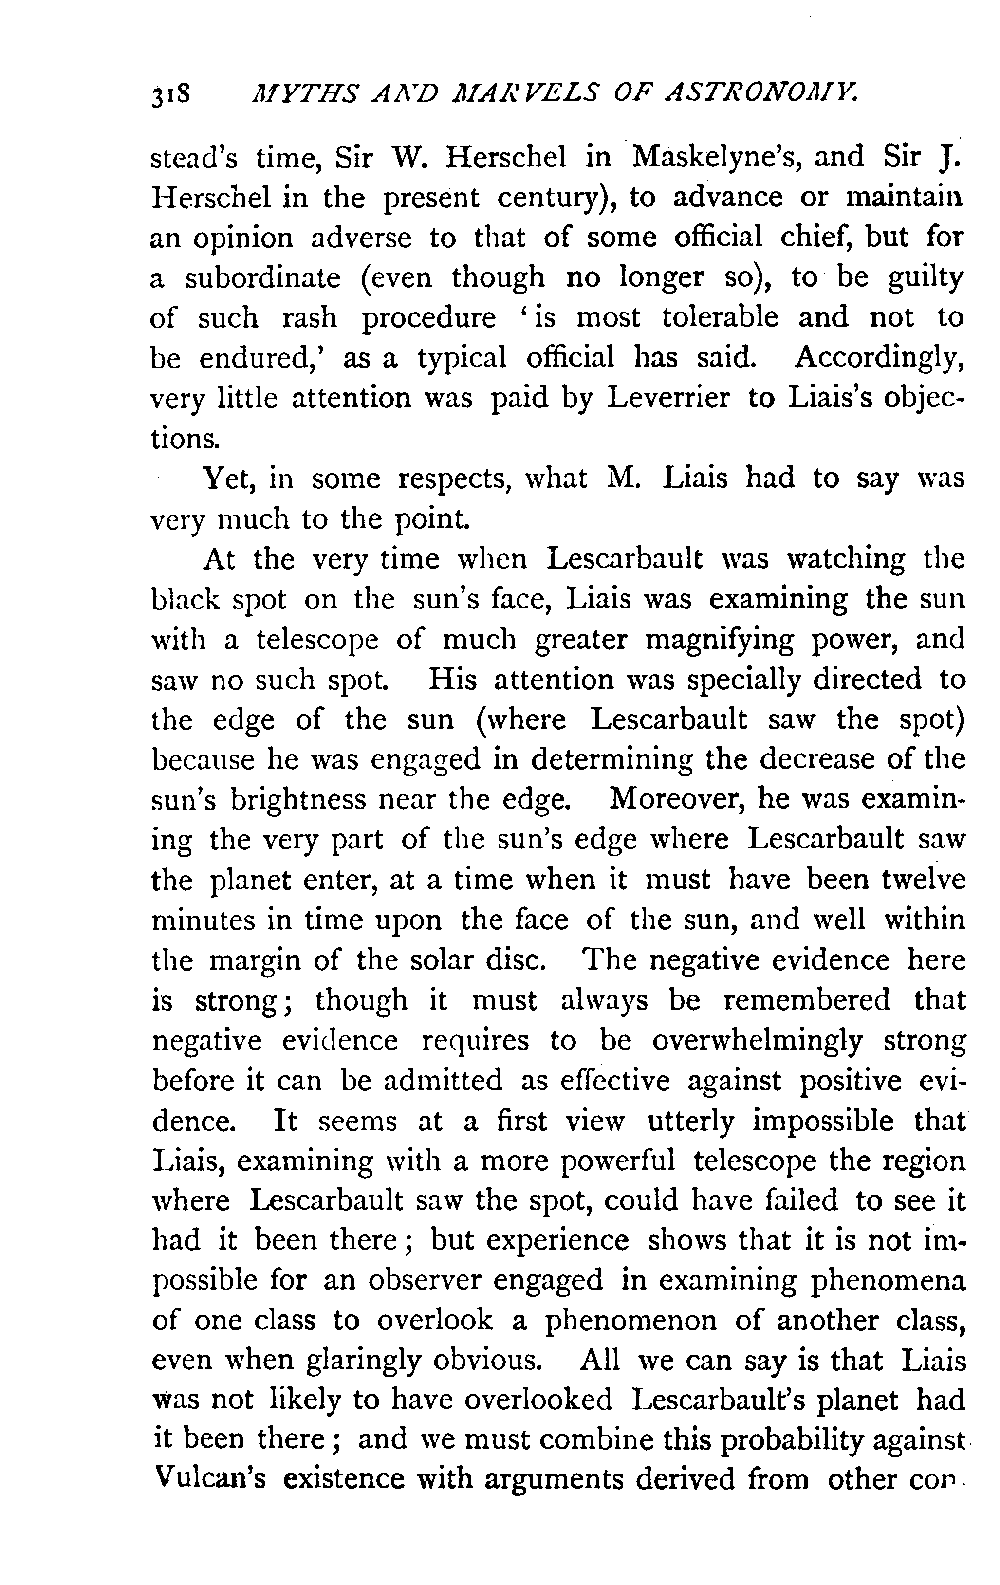 318 MYTHS AND MARVELS OF ASTRONOMY.
stead's time, Sir W. Herschel in Maskelyne's, and Sir J.
Herschel in the present century), to advance or maintain
an opinion adverse to that of some official chief, but for
a subordinate (even though no longer so), to be guilty
of such rash procedure ‘is most tolerable and not to
be endured,’ as a typical official has said. Accordingly,
very little attention was paid by Leverrier to Liais's objec-
tions.
Yet, in some respects, what M. Liais had to say was
very much to the point.
At the very time when Lescarbault was watching the
black spot on the sun's face, Liais was examining the sun
with a telescope of much greater magnifying power, and
saw no such spot. His attention was specially directed to
the edge of the sun (where Lescarbault saw the spot)
because he was engaged in determining the decrease of the
sun's brightness near the edge. Moreover, he was examin-
ing the very part of the sun's edge where Lescarbault saw
the planet enter, at a time when it must have been twelve
minutes in time upon the face of the sun, and well within
the margin of the solar disc. The negative evidence here
is strong; though it must always be remembered that
negative evidence requires to be overwhelmingly strong
before it can be admitted as effective against positive evi-
dence. It seems at a first view utterly impossible that
Liais, examining with a more powerful telescope the region
where Lescarbault saw the spot, could have failed to see it
had it been there; but experience shows that it is not im-
possible for an observer engaged in examining phenomena
of one class to overlook a phenomenon of another class,
even when glaringly obvious. All we can say is that Liais
was not likely to have overlooked Lescarbault's planet had
it been there; and we must combine this probability against
Vulcan's existence with arguments derived from other con-